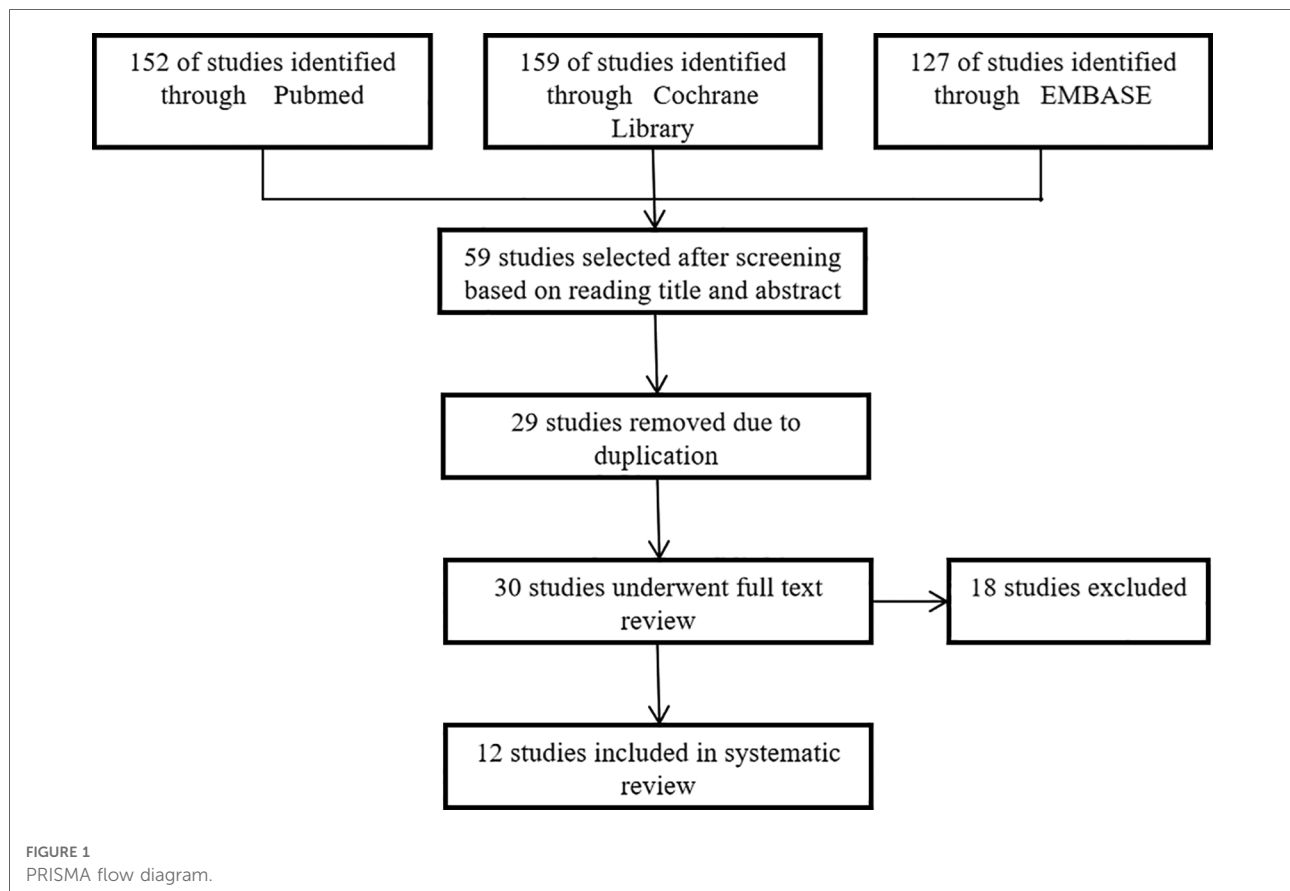 152 of studies identified
through Pubmed
159 of studies identified
through Cochrane
Library
127 of studies identified
through EMBASE
59 studies selected after screening
based on reading title and abstract
29 studies removed due to
duplication
30 studies underwent full text
review
18 studies excluded
12 studies included in systematic
review
FIGURE 1
PRISMA flow diagram.